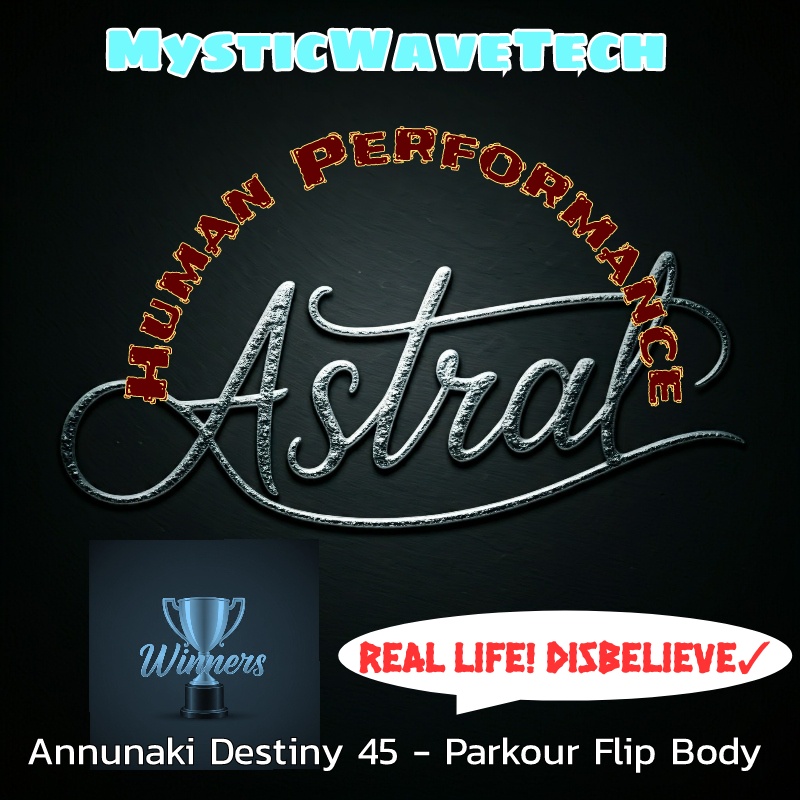 MysticWaveTech
Human Performance
Astral
Winners
REAL LIFE! DISBELIEVE✓
Annunaki Destiny 45 - Parkour Flip Body